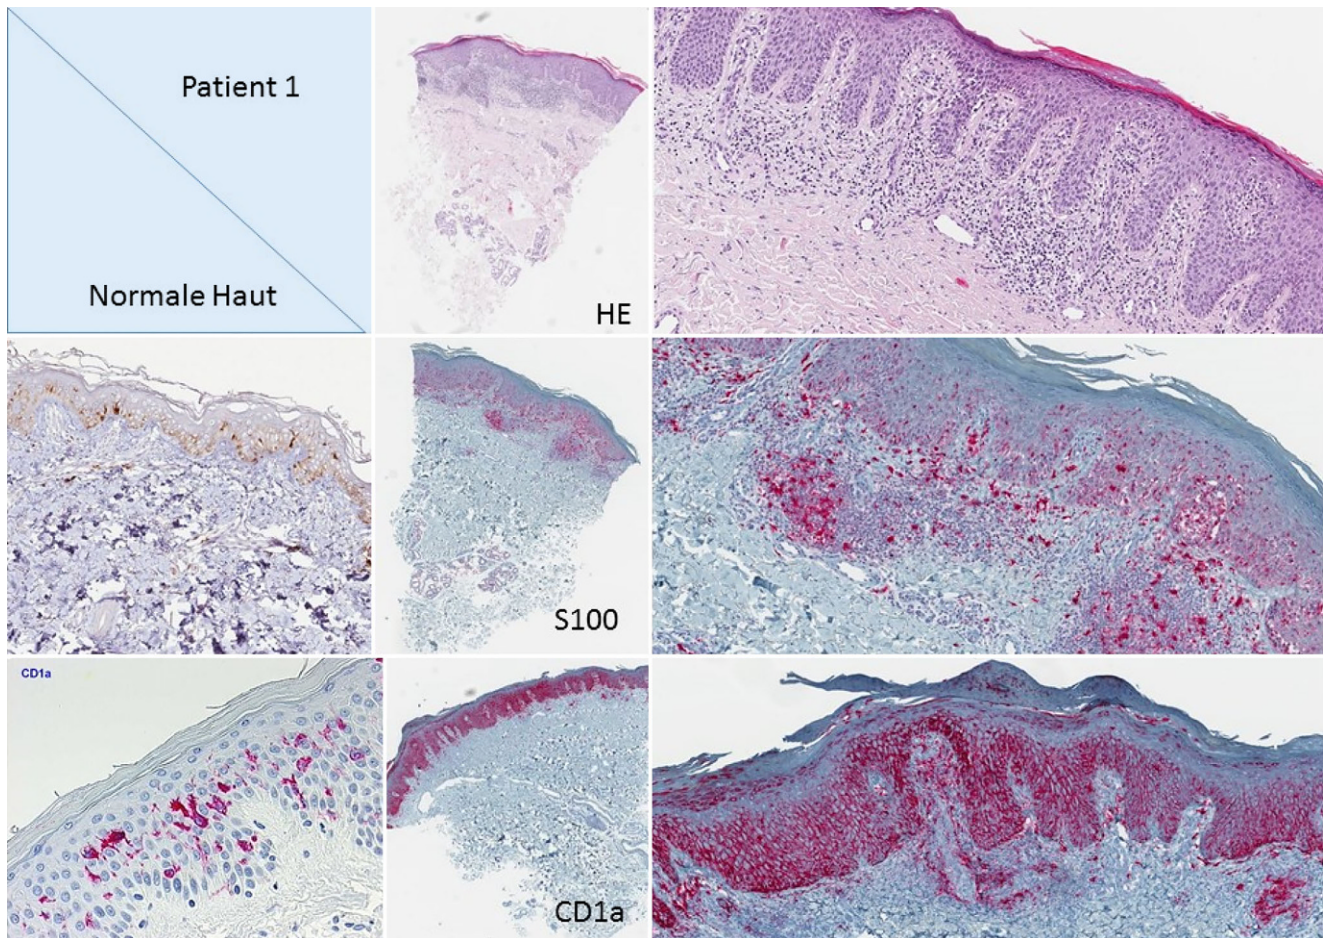 Patient 1
Normale Haut
HE
S100
CD1a
CD1a